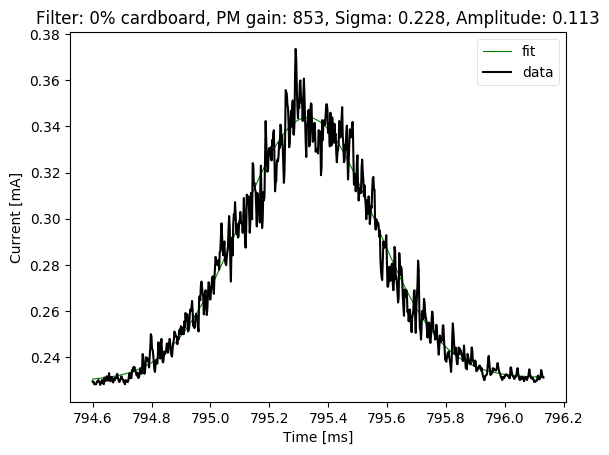 Filter: 0% cardboard, PM gain: 853, Sigma: 0.228, Amplitude: 0.113
fit
data
Current [mA]
0.38
0.36
0.34
0.32
0.30
0.28
0.26
0.24
794.6 794.8 795.0 795.2 795.4 795.6 795.8 796.0 796.2
Time [ms]